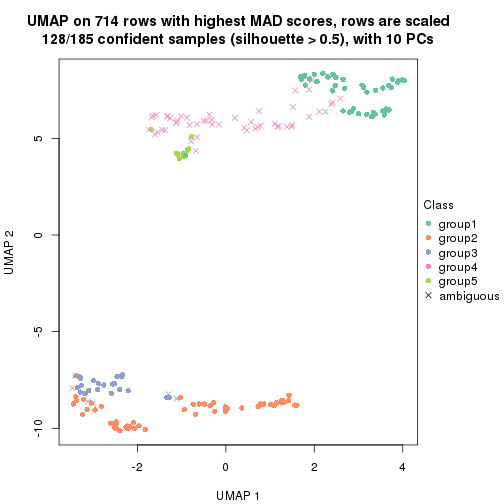 UMAP on 714 rows with highest MAD scores, rows are scaled
128/185 confident samples (silhouette > 0.5), with 10 PCs
5
0
-5
-10
UMAP 2
-2
0
2
4
UMAP 1
Class
group1
group2
group3
group4
group5
ambiguous